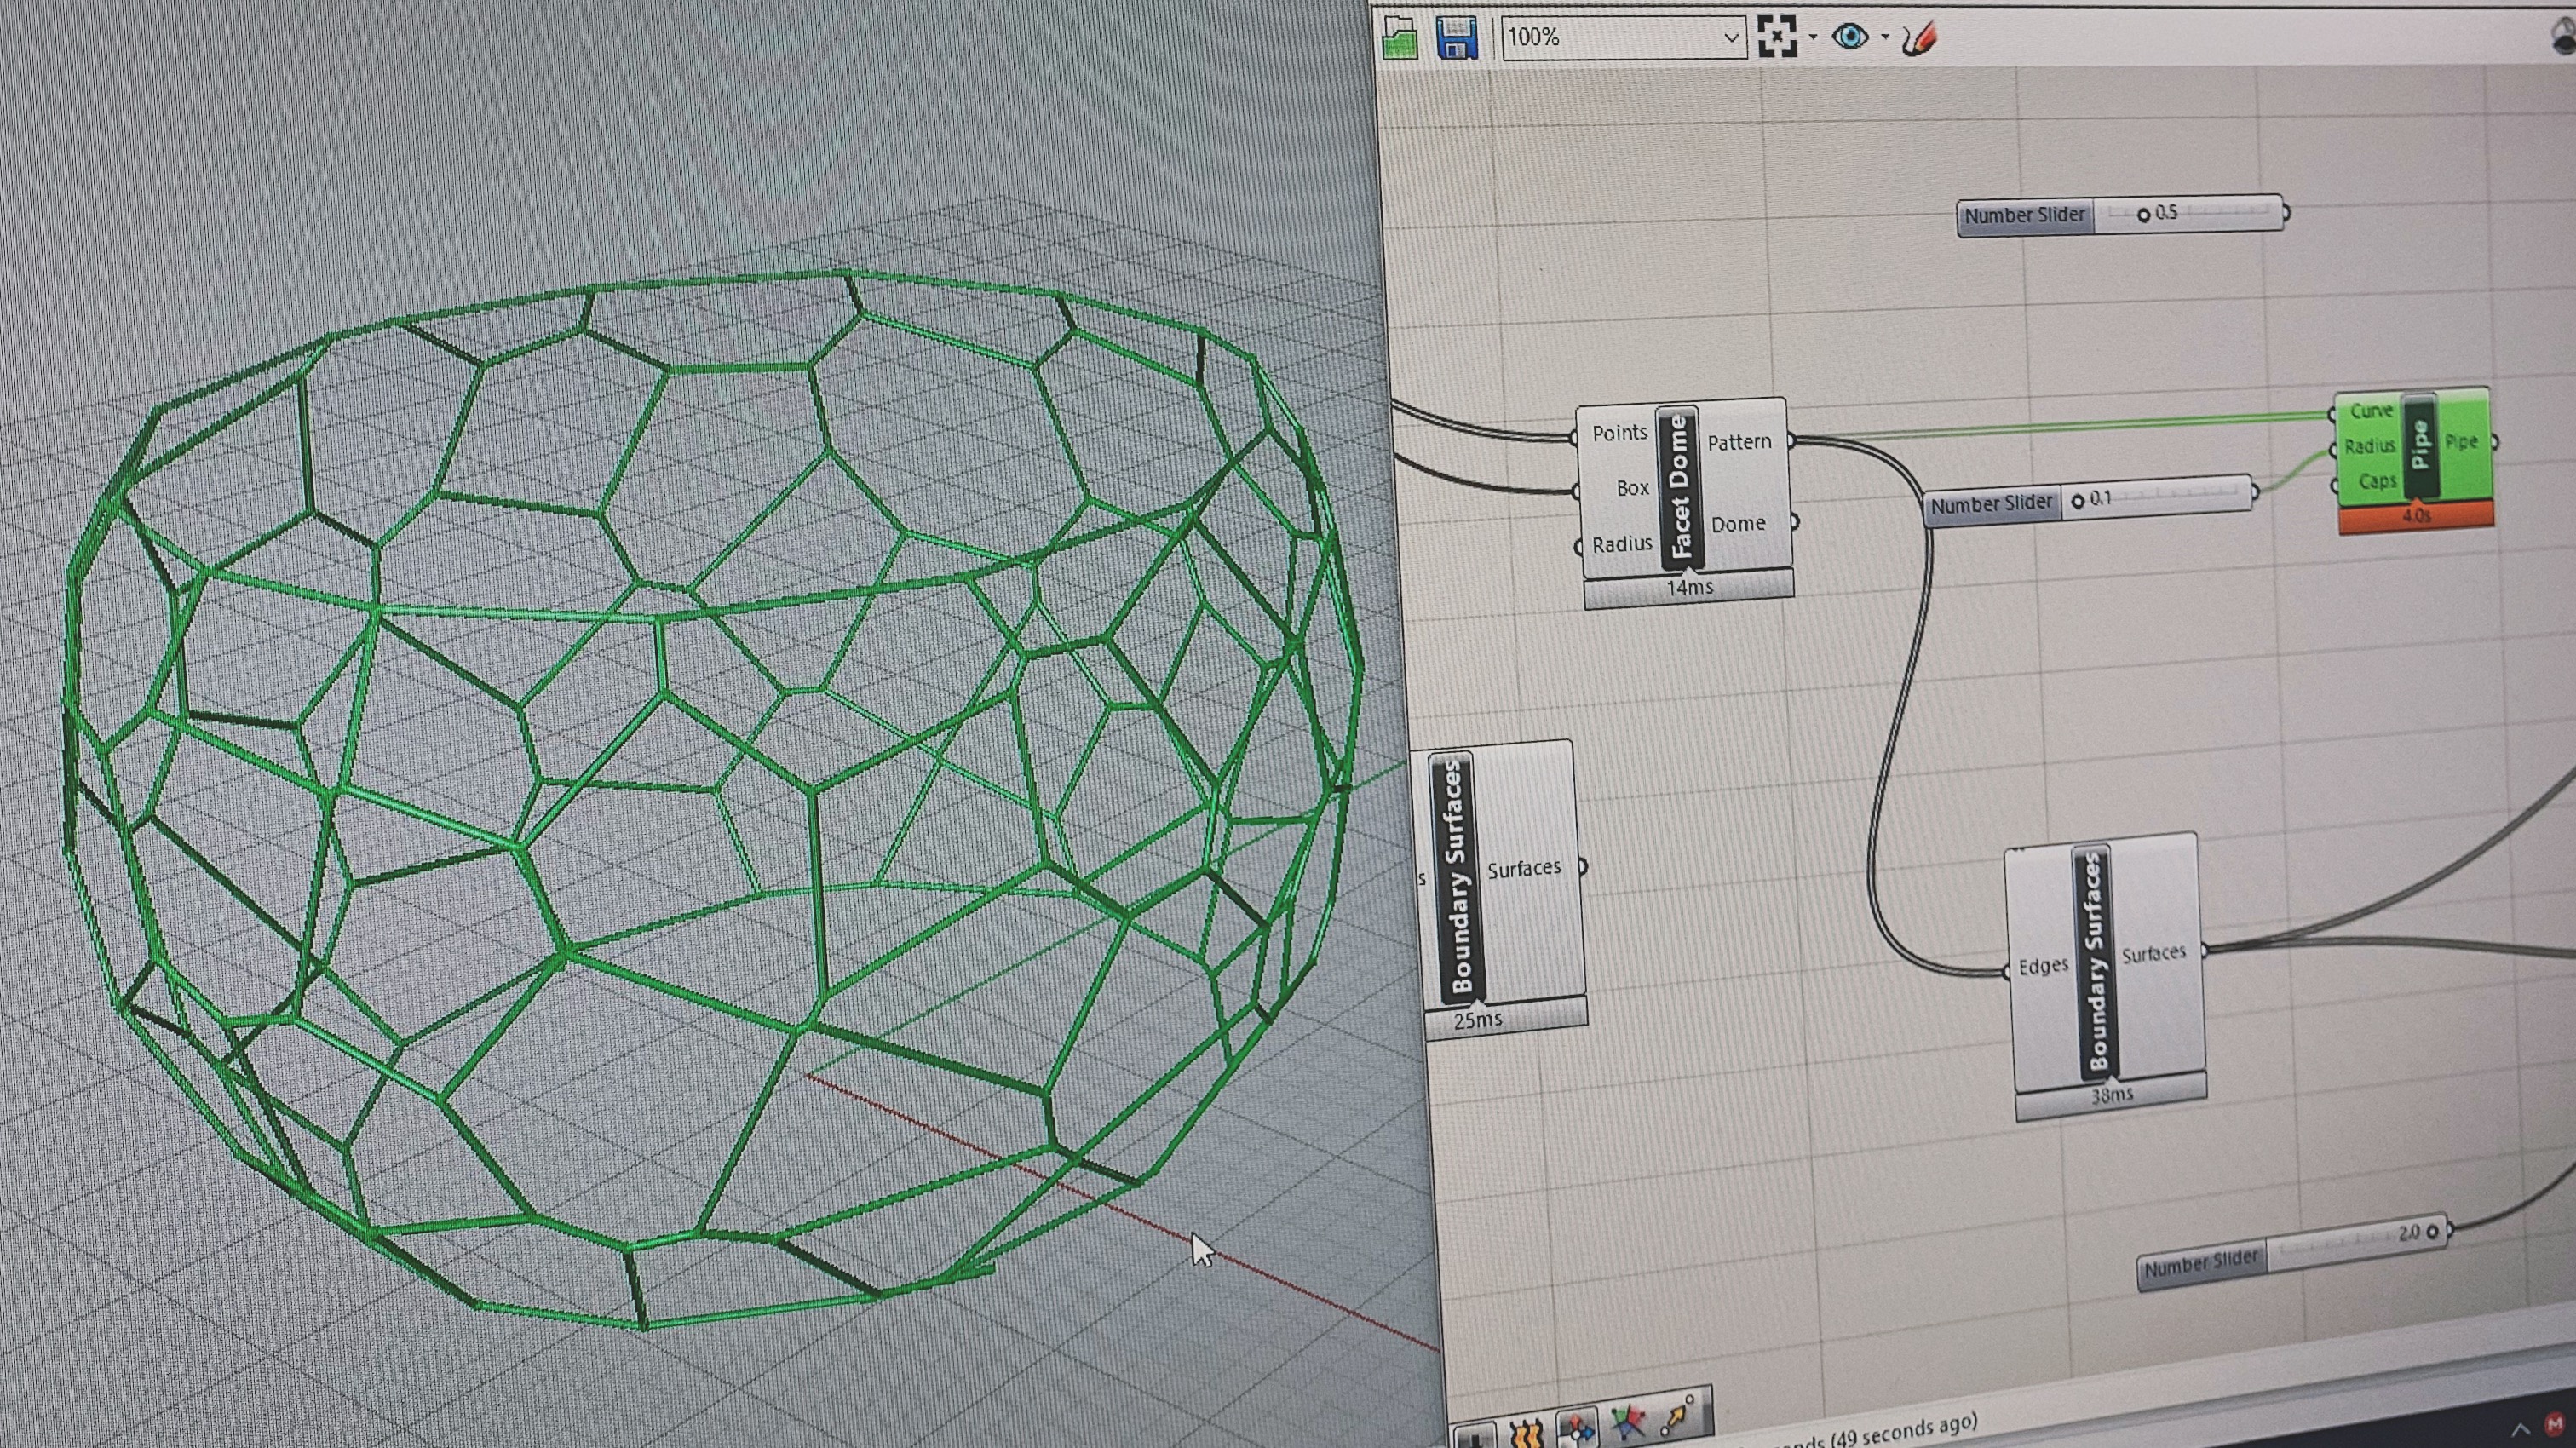 100%
Number Slider 0.5
Points
Box
Radius
Facet Dome
Pattern
Dome
14ms
Number Slider 0.1
Curve
Radius
Caps
Pipe
Pipe
4.0s
s
Boundary Surfaces
Surfaces
25ms
Edges
Boundary Surfaces
Surfaces
38ms
Number Slider 2.0
nds (49 seconds ago)
M